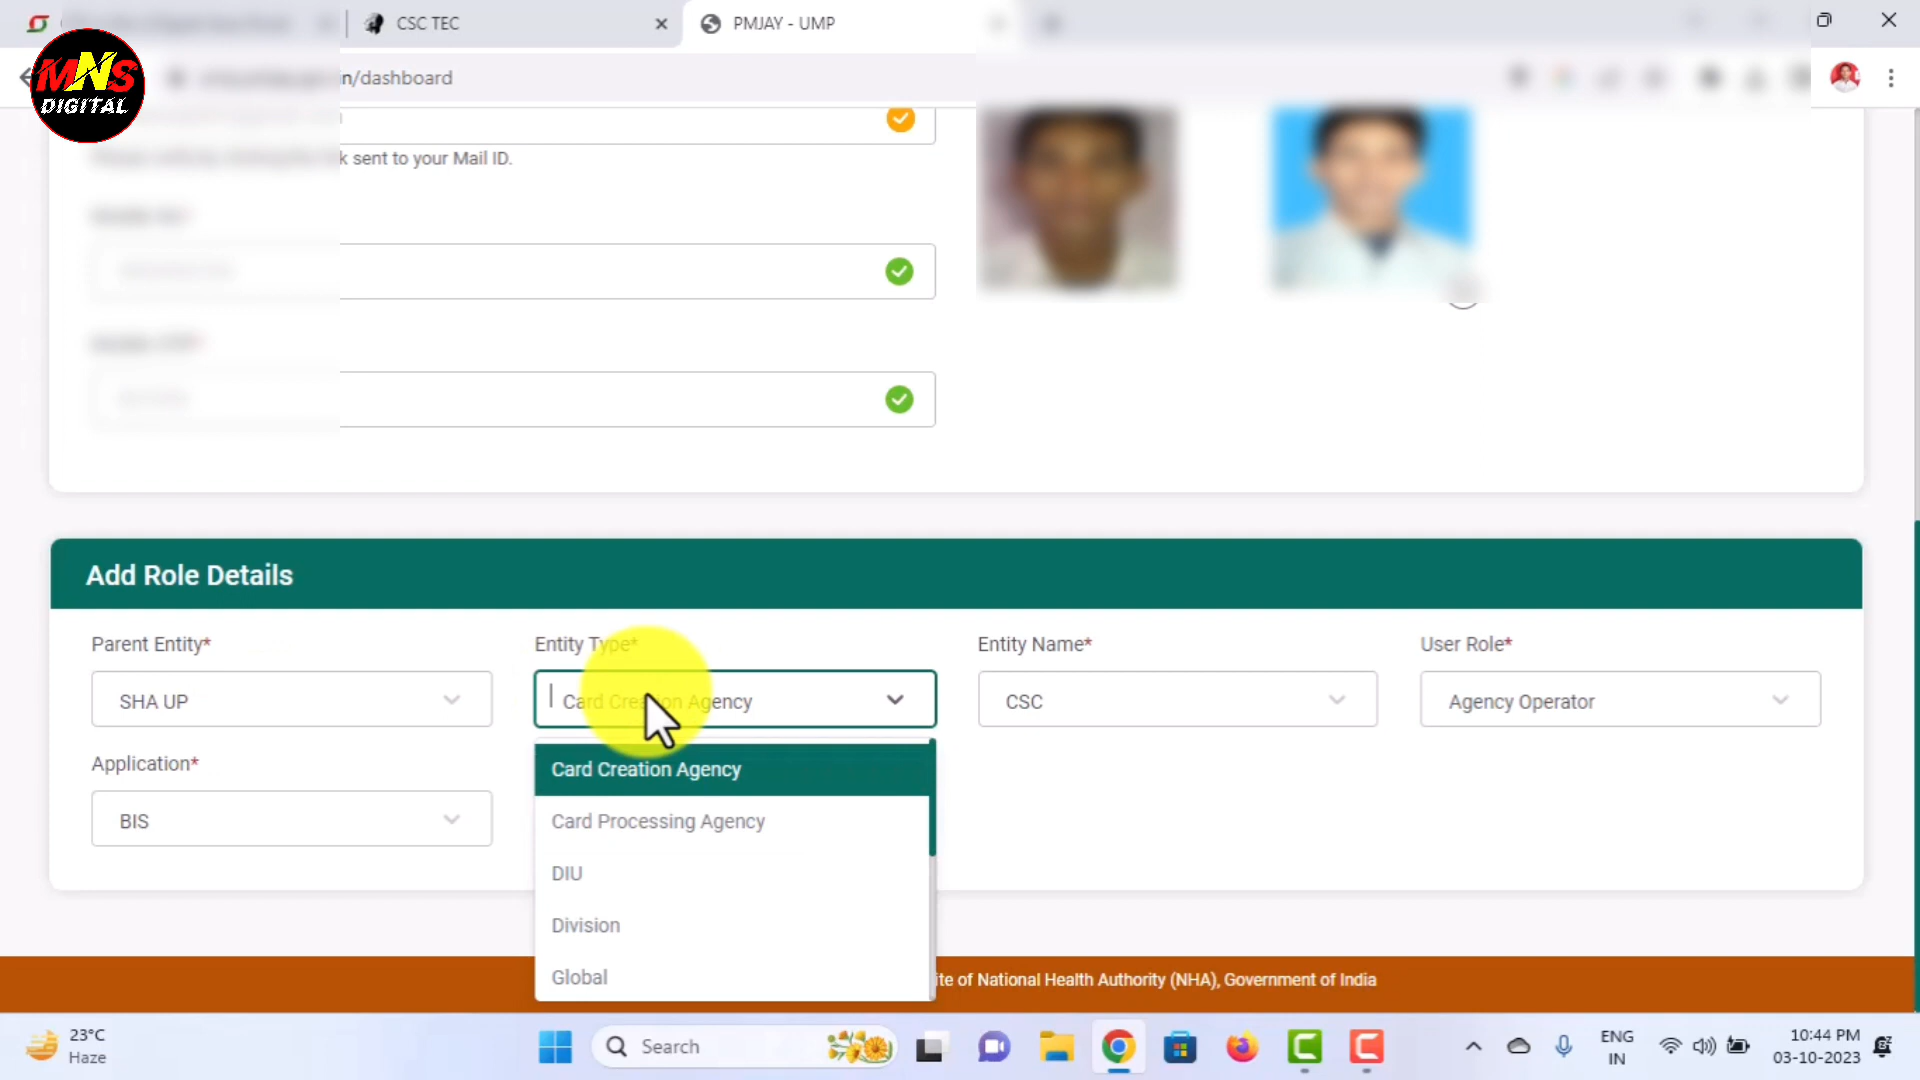 CSC TEC
PMJAY - UMP
MNS
DIGITAL
n/dashboard
k sent to your Mail ID.
Add Role Details
Parent Entity*
Entity Type*
Entity Name*
User Role*
SHA UP
Card Creation Agency
CSC
Agency Operator
Application*
BIS
Card Creation Agency
Card Processing Agency
DIU
Division
Global
ite of National Health Authority (NHA), Government of India
23°C
Haze
Search
ENG
IN
10:44 PM
03-10-2023